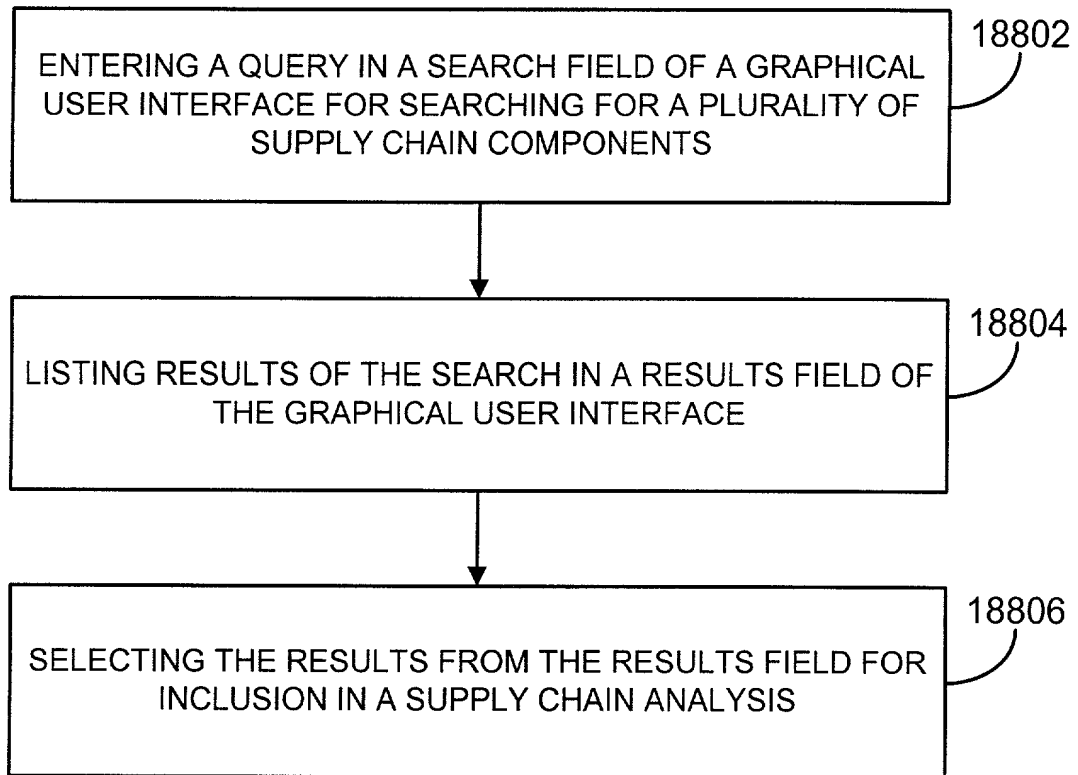 18802
ENTERING A QUERY IN A SEARCH FIELD OF A GRAPHICAL
USER INTERFACE FOR SEARCHING FOR A PLURALITY OF
SUPPLY CHAIN COMPONENTS
18804
LISTING RESULTS OF THE SEARCH IN A RESULTS FIELD OF
THE GRAPHICAL USER INTERFACE
18806
SELECTING THE RESULTS FROM THE RESULTS FIELD FOR
INCLUSION IN A SUPPLY CHAIN ANALYSIS